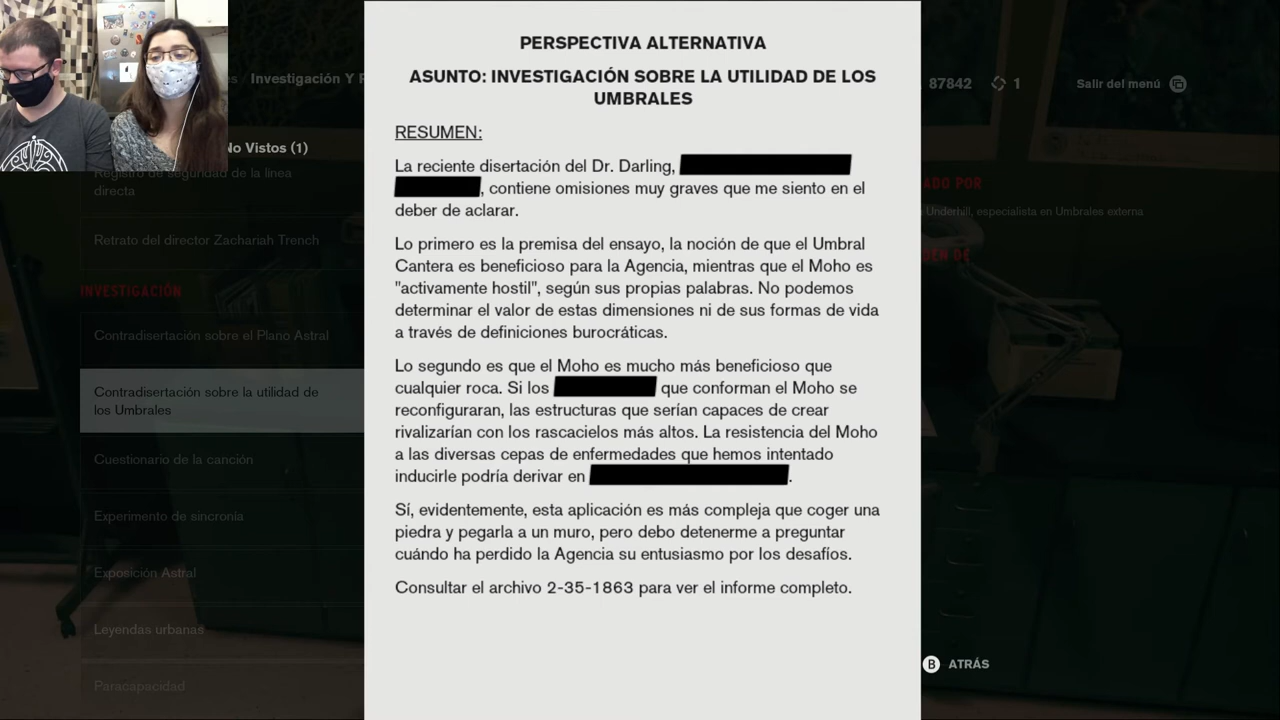 PERSPECTIVA ALTERNATIVA
ASUNTO: INVESTIGACIÓN SOBRE LA UTILIDAD DE LOS
UMBRALES
RESUMEN:
La reciente disertación del Dr. Darling,
, contiene omisiones muy graves que me siento en el
deber de aclarar.
Lo primero es la premisa del ensayo, la noción de que el Umbral
Cantera es beneficioso para la Agencia, mientras que el Moho es
"activamente hostil", según sus propias palabras. No podemos
determinar el valor de estas dimensiones ni de sus formas de vida
a través de definiciones burocráticas.
Lo segundo es que el Moho es mucho más beneficioso que
cualquier roca. Si los que conforman el Moho se
reconfiguraran, las estructuras que serían capaces de crear
rivalizarían con los rascacielos más altos. La resistencia del Moho
a las diversas cepas de enfermedades que hemos intentado
inducirle podría derivar en .
Sí, evidentemente, esta aplicación es más compleja que coger una
piedra y pegarla a un muro, pero debo detenerme a preguntar
cuándo ha perdido la Agencia su entusiasmo por los desafíos.
Consultar el archivo 2-35-1863 para ver el informe completo.
Investigación Y
No Vistos (1)
Registro de seguridad de la línea
directa
Retrato del director Zachariah Trench
INVESTIGACIÓN
Contradisertación sobre el Plano Astral
Contradisertación sobre la utilidad de
los Umbrales
Cuestionario de la canción
Experimento de sincronía
Exposición Astral
Leyendas urbanas
Paracapacidad
87842 1
Salir del menú
ADO POR
Underhill, especialista en Umbrales externa
DEN DE
B ATRÁS